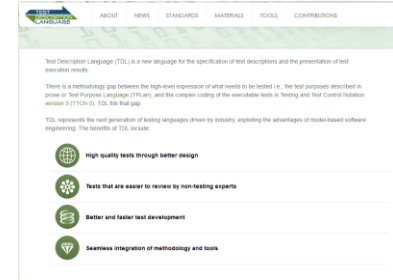 TEST
DESCRIPTION
LANGUAGE
ABOUT
NEWS
STANDARDS
MATERIALS
TOOLS
CONTRIBUTIONS
Test Description Language (TDL) is a new language for the specification of test descriptions and the presentation of test
execution results.
There is a methodology gap between the high-level expression of what needs to be tested i.e., the test purposes described in
prose or Test Purpose Language (TPLan), and the complex coding of the executable tests in Testing and Test Control Notation
version 3 (TTCN-3). TDL fills that gap.
TDL represents the next generation of testing languages driven by industry, exploiting the advantages of model-based software
engineering. The benefits of TDL include:
High quality tests through better design
Tests that are easier to review by non-testing experts
Better and faster test development
Seamless integration of methodology and tools